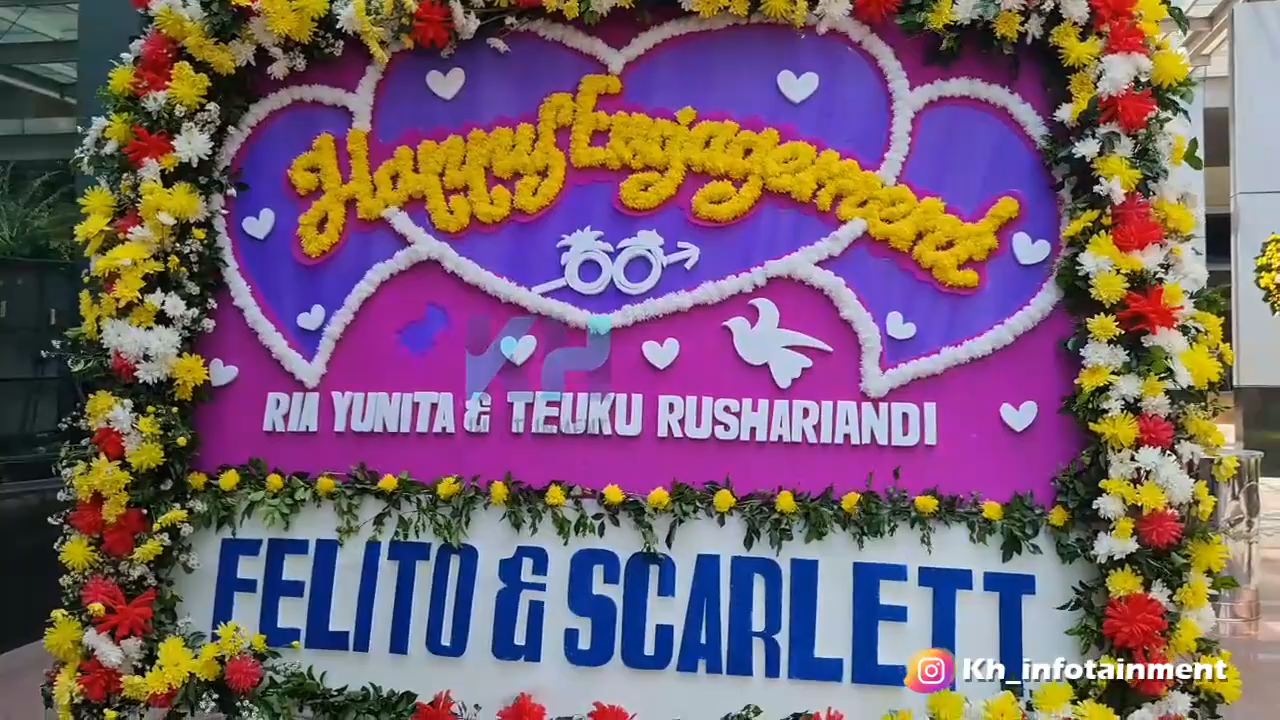 Happy Engagement
RIA YUNITA & TEUKU RUSHARIANDI
FELITO & SCARLETT
Kh_infotainment